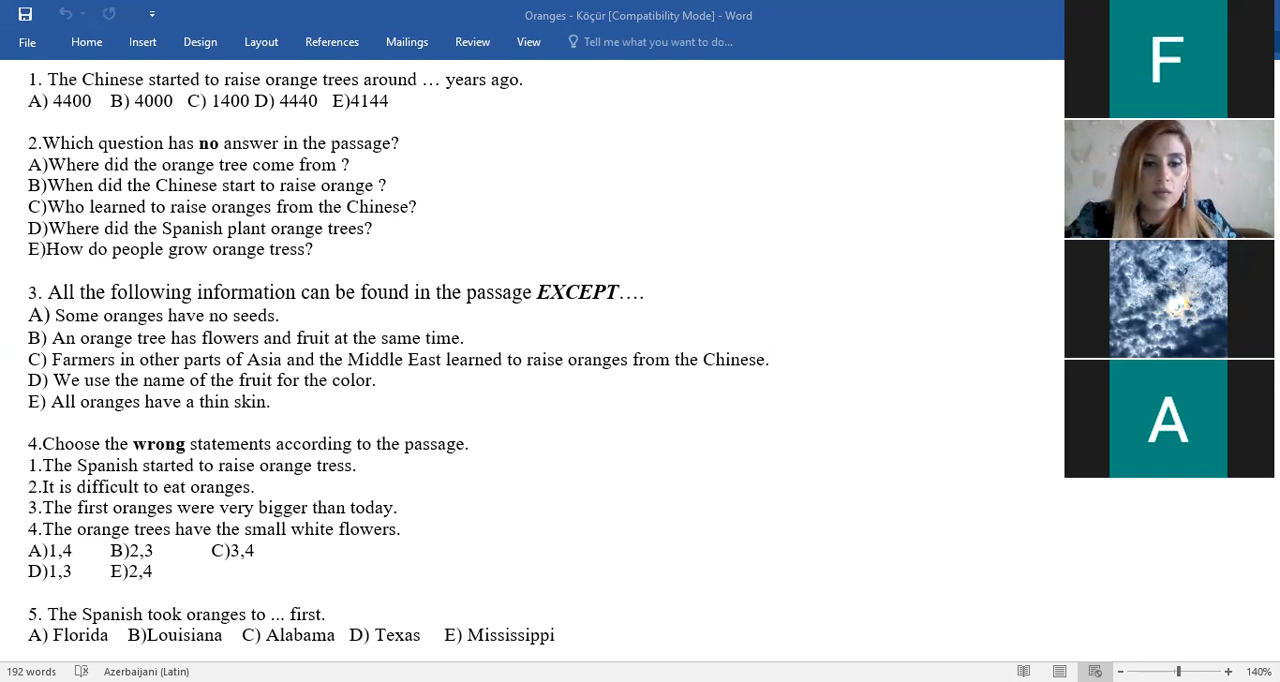 Oranges - Köçür [Compatibility Mode] - Word
File Home Insert Design Layout References Mailings Review View Tell me what you want to do...
1. The Chinese started to raise orange trees around … years ago.
A) 4400 B) 4000 C) 1400 D) 4440 E)4144
2.Which question has no answer in the passage?
A)Where did the orange tree come from ?
B)When did the Chinese start to raise orange ?
C)Who learned to raise oranges from the Chinese?
D)Where did the Spanish plant orange trees?
E)How do people grow orange tress?
3. All the following information can be found in the passage EXCEPT….
A) Some oranges have no seeds.
B) An orange tree has flowers and fruit at the same time.
C) Farmers in other parts of Asia and the Middle East learned to raise oranges from the Chinese.
D) We use the name of the fruit for the color.
E) All oranges have a thin skin.
4.Choose the wrong statements according to the passage.
1.The Spanish started to raise orange tress.
2.It is difficult to eat oranges.
3.The first oranges were very bigger than today.
4.The orange trees have the small white flowers.
A)1,4 B)2,3 C)3,4
D)1,3 E)2,4
5. The Spanish took oranges to ... first.
A) Florida B)Louisiana C) Alabama D) Texas E) Mississippi
192 words Azerbaijani (Latin) 140%
F
A